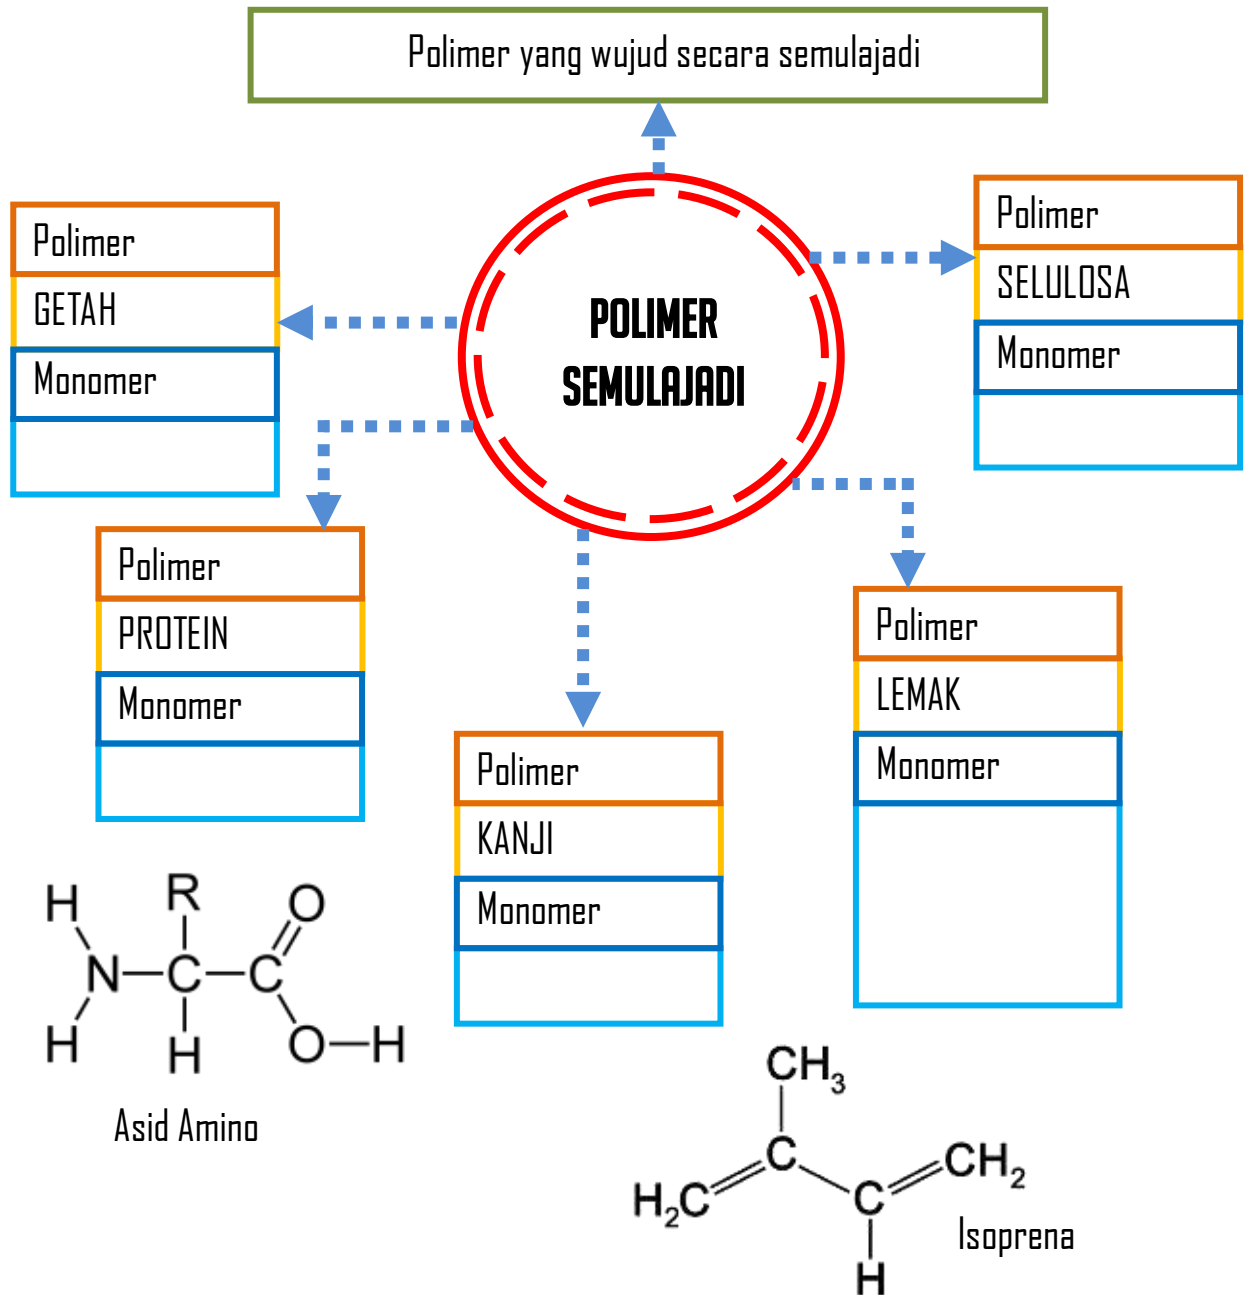 Polimer yang wujud secara semulajadi
POLIMER
SEMULAJADI
Polimer
GETAH
Monomer
Polimer
SELULOSA
Monomer
Polimer
PROTEIN
Monomer
Polimer
KANJI
Monomer
Polimer
LEMAK
Monomer
H R O
N C C
H H O H
Asid Amino
CH₃
C CH₂
H₂C C
H
Isoprena